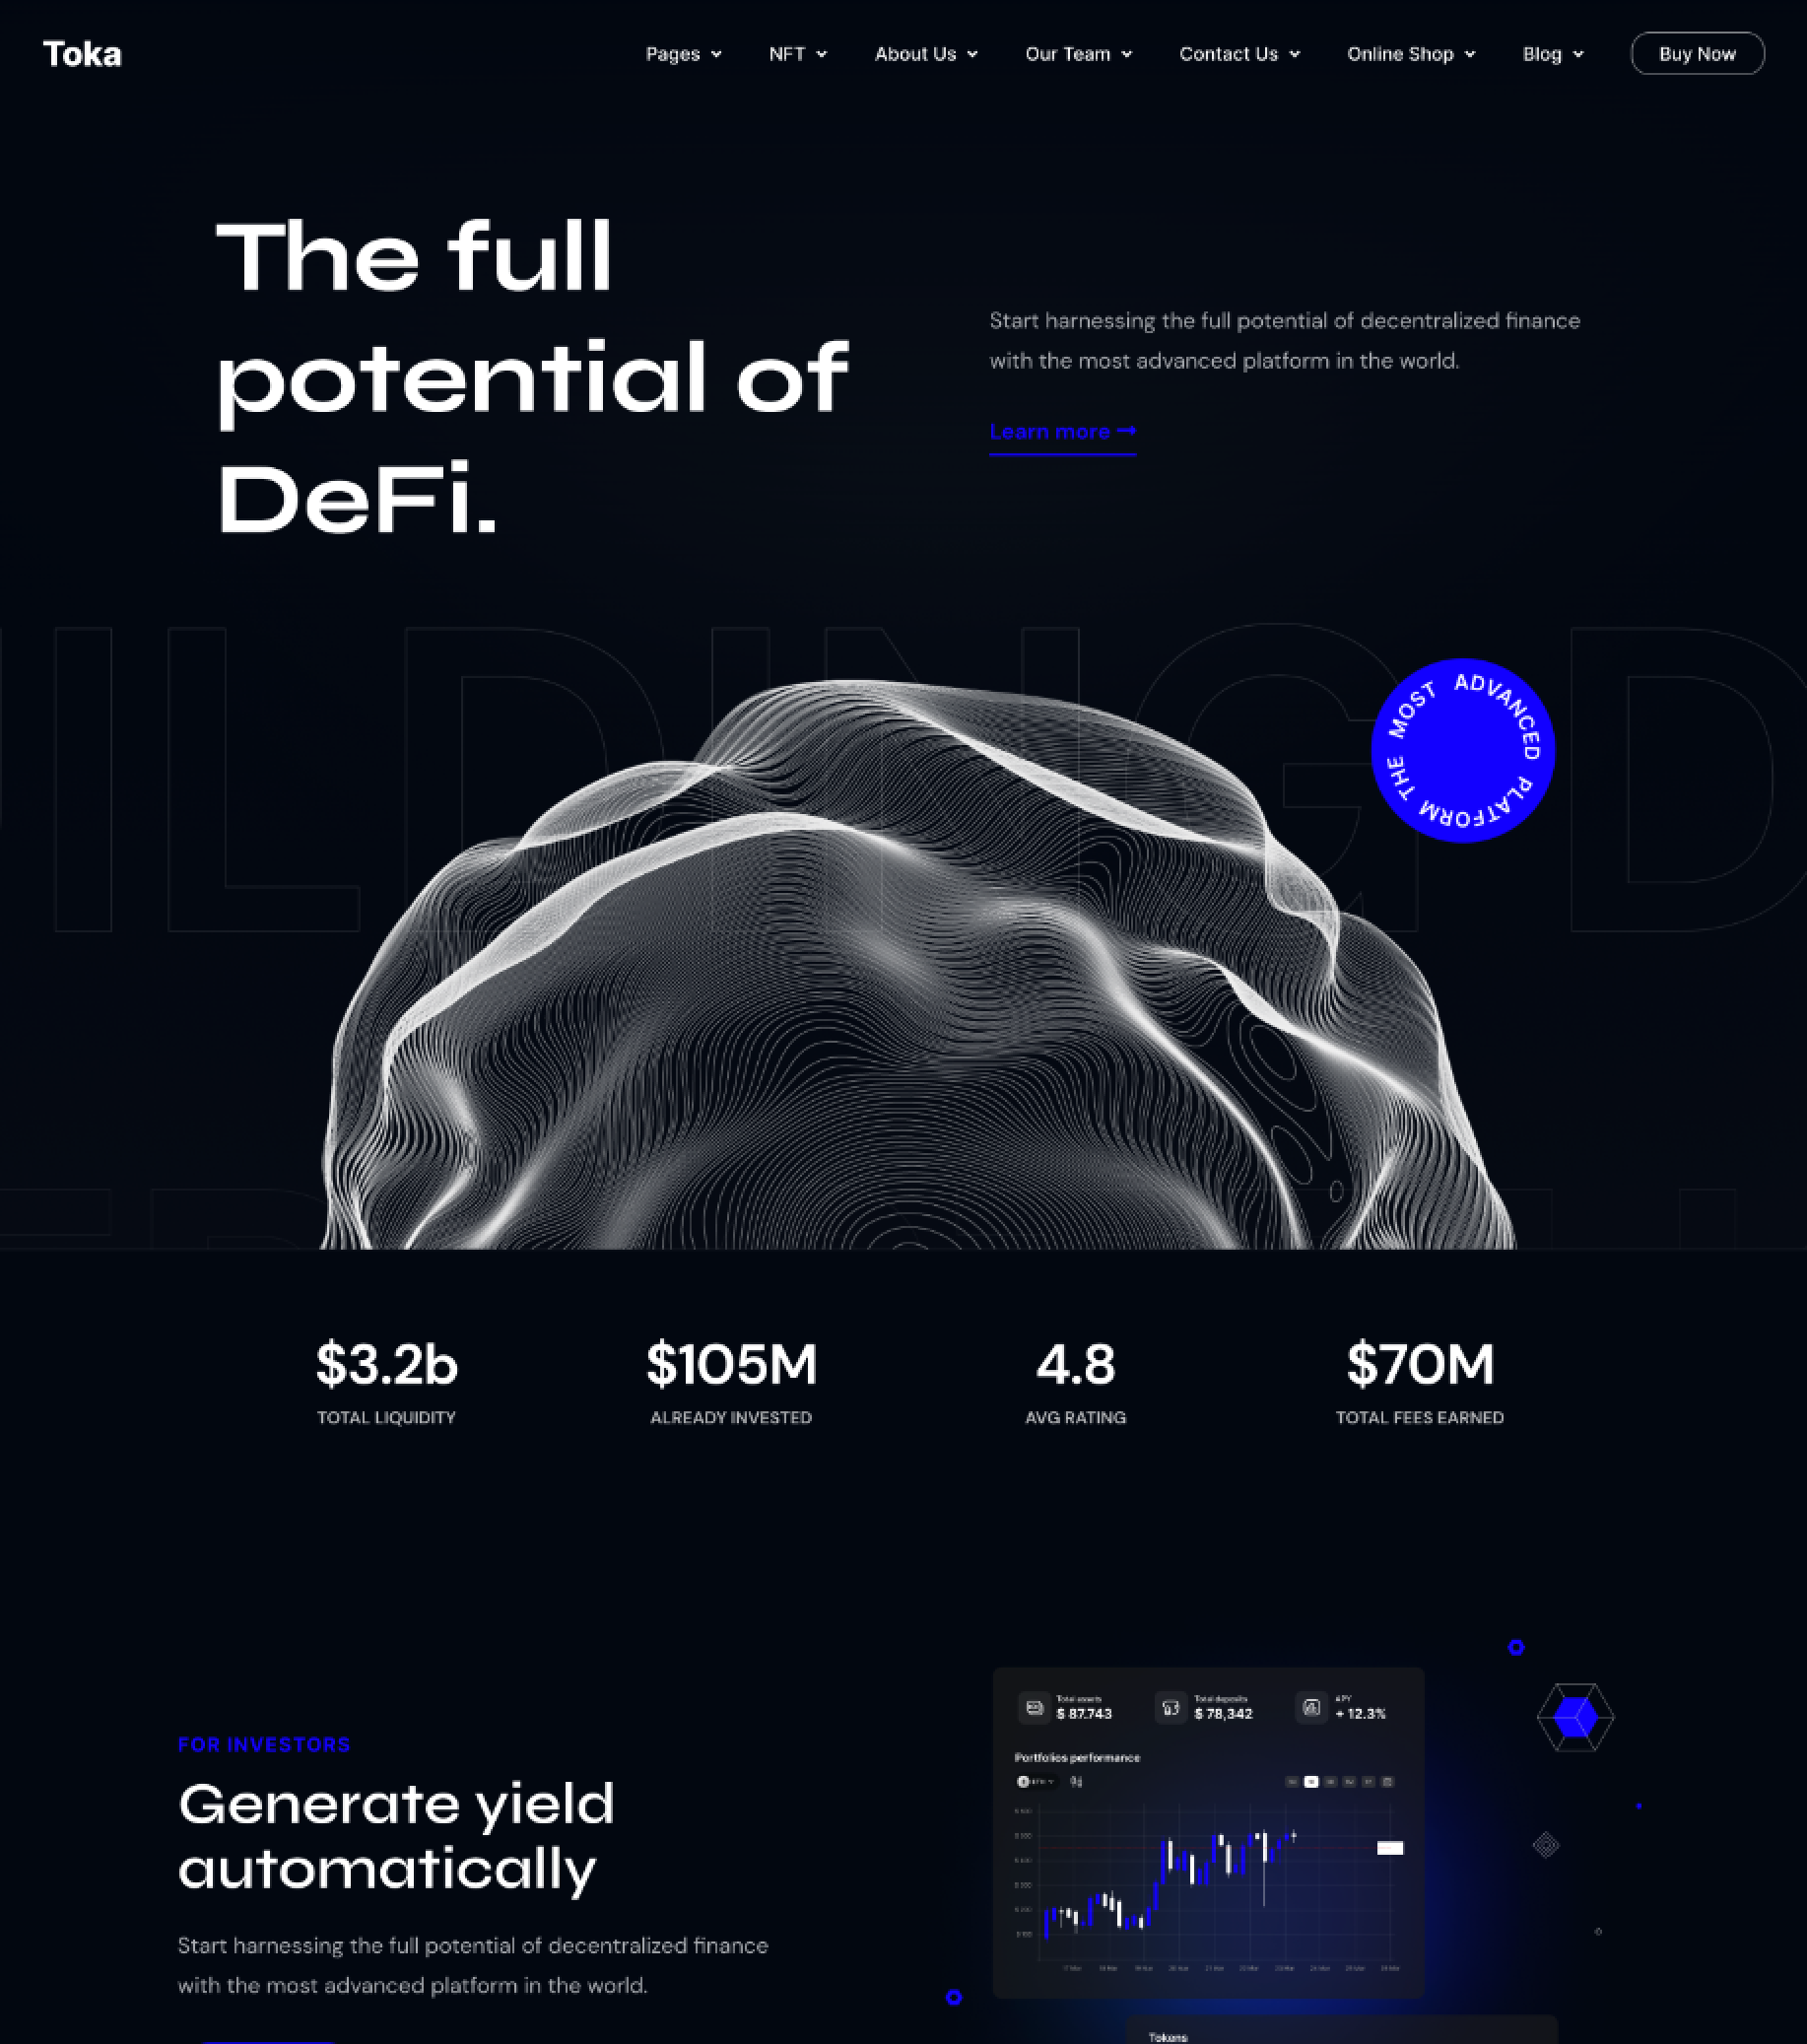 Toka
Pages
NFT
About Us
Our Team
Contact Us
Online Shop
Blog
Buy Now
The full
potential of
DeFi.
Start harnessing the full potential of decentralized finance
with the most advanced platform in the world.
Learn more →
ILDING D
THE MOST ADVANCED PLATFORM
$3.2b
TOTAL LIQUIDITY
$105M
ALREADY INVESTED
4.8
AVG RATING
$70M
TOTAL FEES EARNED
FOR INVESTORS
Generate yield
automatically
Start harnessing the full potential of decentralized finance
with the most advanced platform in the world.
Total assets
$ 87.743
Total deposits
$ 78,342
APY
+ 12.3%
Portfolios performance
Tokens